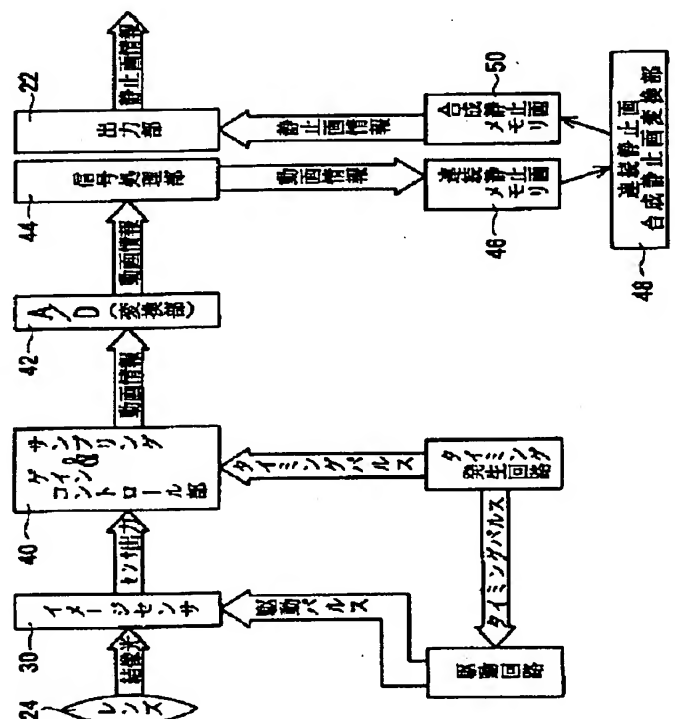 24
レンズ
結像光
30
イメージセンサ
センサ出力
40
サンプリング
&
ゲイン
コントロール部
動画情報
42
A/D
(変換部)
動画情報
44
信号処理部
22
出力部
静止画情報
駆動パルス
タイミングパルス
動画情報
静止画情報
駆動回路
タイミングパルス
タイミング
発生回路
46
連装静止画
メモリ
50
合成静止画
メモリ
48
連装静止画
合成静止画変換部